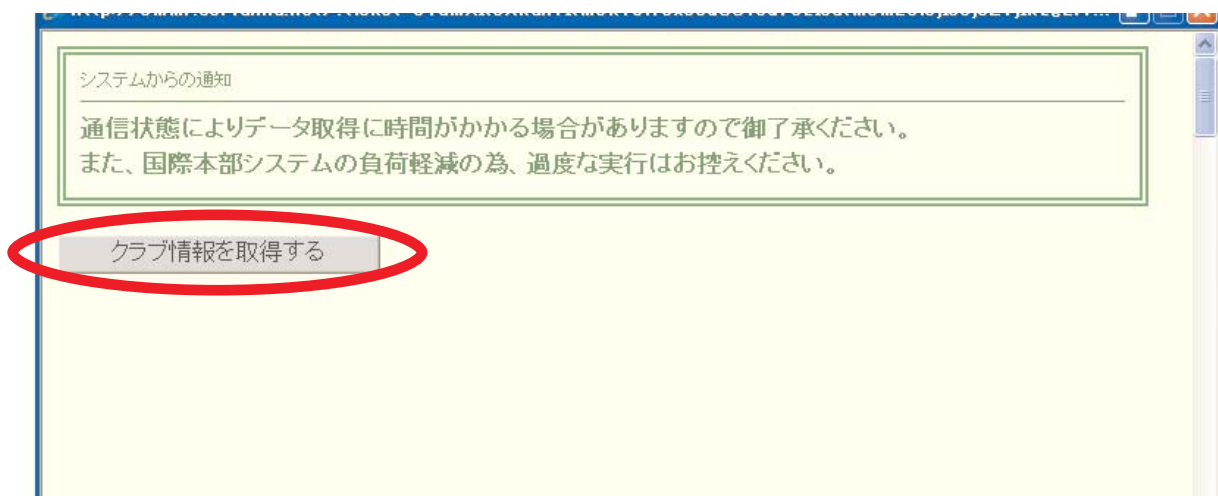 システムからの通知
通信状態によりデータ取得に時間がかかる場合がありますので御了承ください。
また、国際本部システムの負荷軽減の為、過度な実行はお控えください。
クラブ情報を取得する